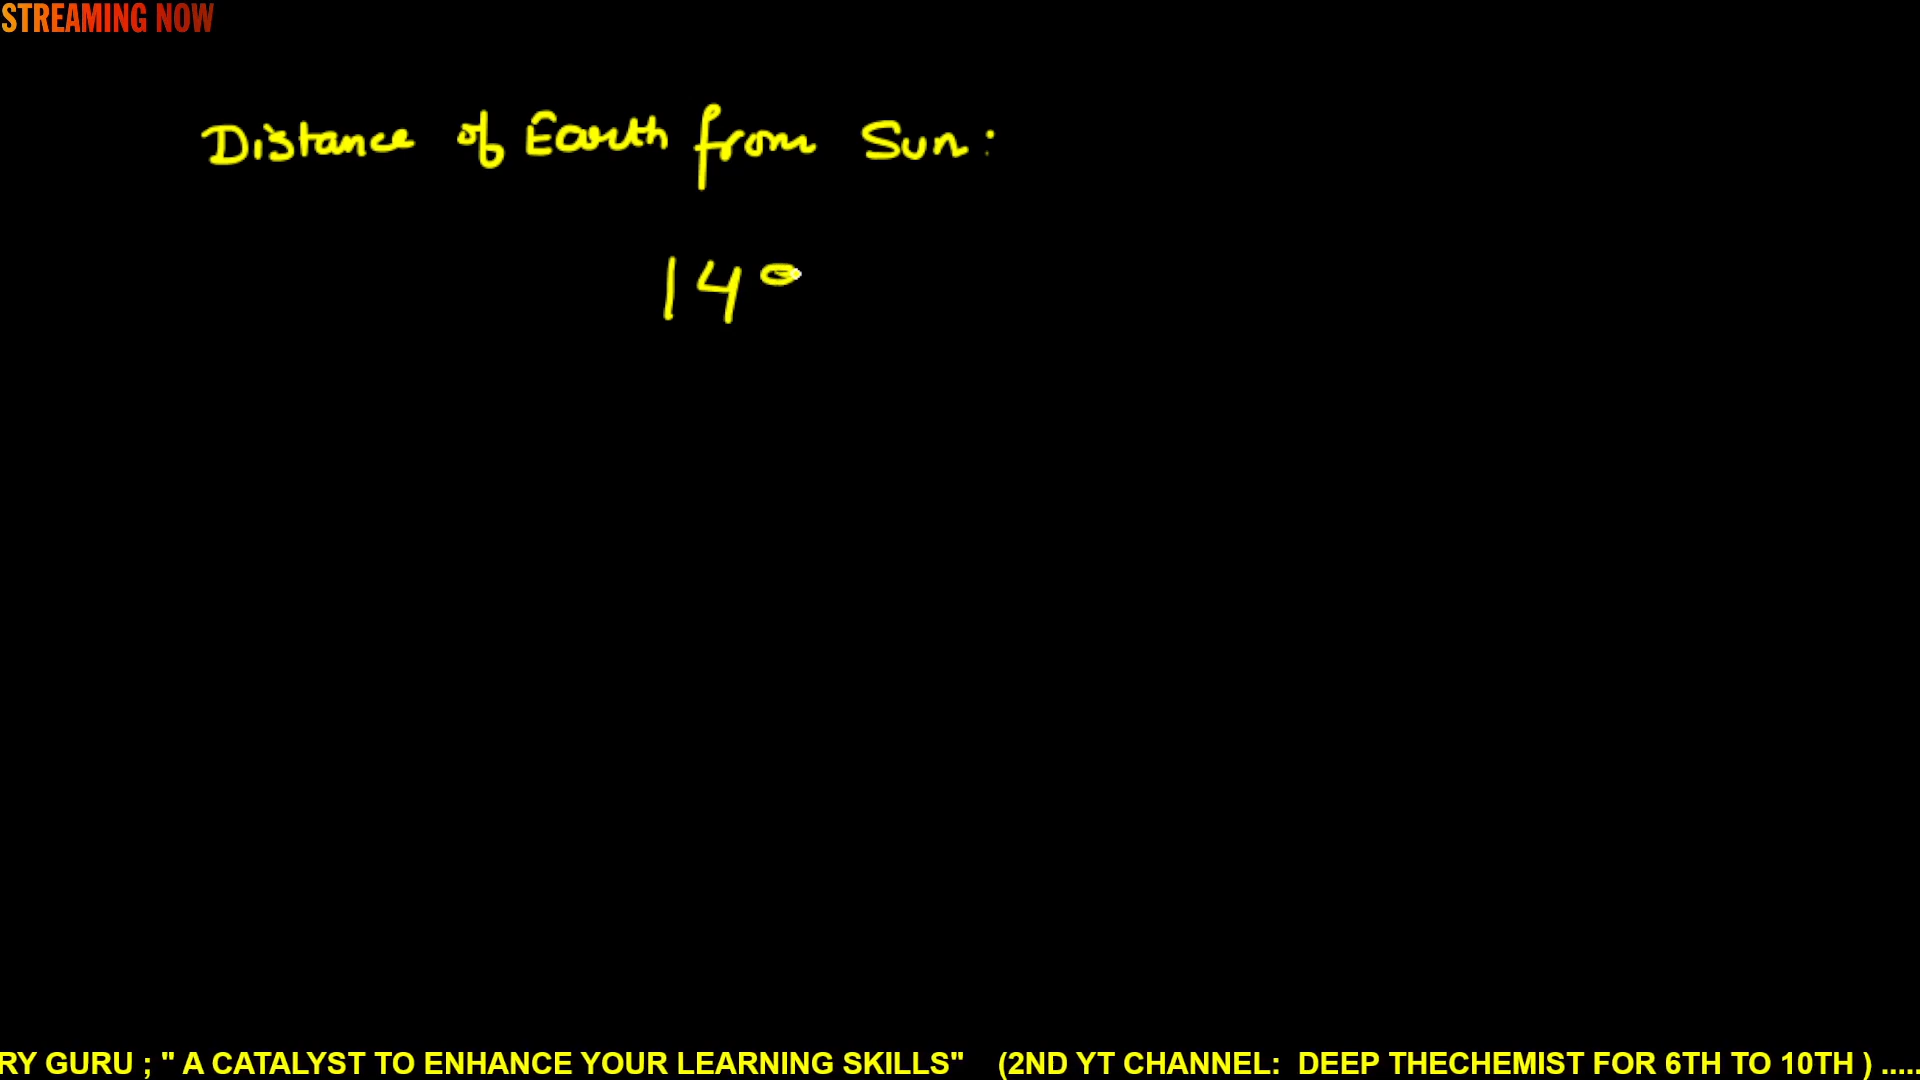 STREAMING NOW
Distance of Earth from Sun:
14
RY GURU ; " A CATALYST TO ENHANCE YOUR LEARNING SKILLS" (2ND YT CHANNEL: DEEP THECHEMIST FOR 6TH TO 10TH ) .....